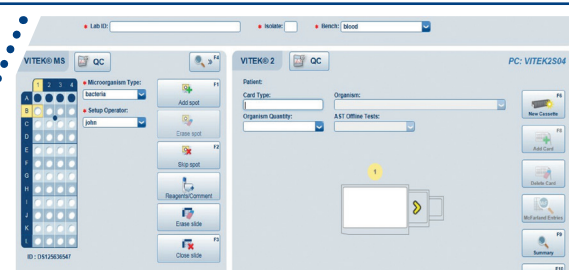 Lab ID:
Isolate:
Bench: blood
VITEK® MS
QC
F4
VITEK® 2
QC
PC: VITEK2S04
1 2 3 4
A
B
C
D
E
F
G
H
I
J
K
L
ID : DS125636547
Microorganism Type:
bacteria
Setup Operator:
john
F1
Add spot
Erase spot
F2
Skip spot
Reagents/Comment
Erase slide
F3
Close slide
Patient:
Card Type:
Organism:
Organism Quantity:
AST Offline Tests:
1
New Cassette
Add Card
Delete Card
McFarland Entries
F9
Summary
F10